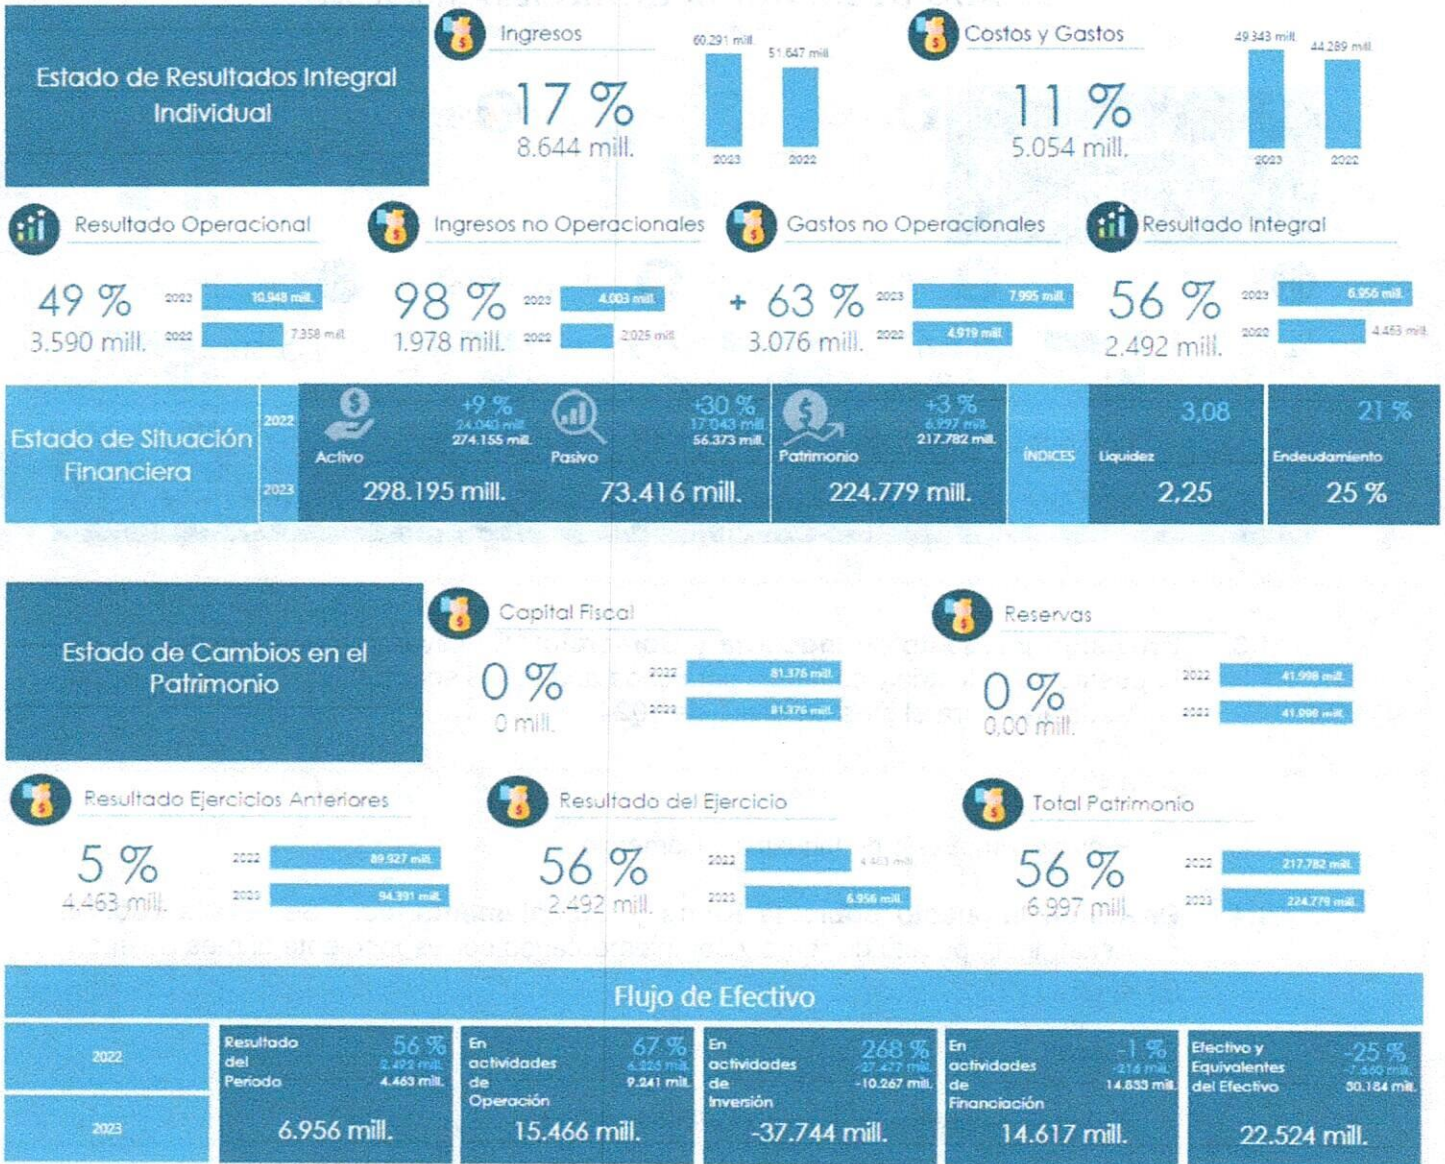 Estado de Resultados Integral
Individual
Ingresos
17 %
8.644 mill.
60.291 mill.
51.647 mill
2023
2022
Costos y Gastos
11 %
5.054 mill.
49.343 mill.
44.289 mill.
2023
2022
Resultado Operacional
49 %
3.590 mill.
2023
10.948 mill.
2022
7.358 mill.
Ingresos no Operacionales
98 %
1.978 mill.
2023
4.003 mill.
2022
2.025 mill.
Gastos no Operacionales
+ 63 %
3.076 mill.
2023
7.995 mill.
2022
4.919 mill.
Resultado Integral
56 %
2.492 mill.
2023
6.956 mill.
2022
4.463 mill.
Estado de Situación
Financiera
2022
2023
Activo
+9 %
24.040 mill.
274.155 mill.
298.195 mill.
Pasivo
+30 %
17.043 mill.
56.373 mill.
73.416 mill.
Patrimonio
+3 %
6.997 mill.
217.782 mill.
224.779 mill.
ÍNDICES
Liquidez
3,08
2,25
Endeudamiento
21 %
25 %
Estado de Cambios en el
Patrimonio
Capital Fiscal
0 %
0 mill.
2022
81.376 mill.
81.376 mill.
Reservas
0 %
0,00 mill.
2022
41.998 mill.
41.998 mill.
Resultado Ejercicios Anteriores
5 %
4.463 mill.
2022
89.927 mill.
2023
94.391 mill.
Resultado del Ejercicio
56 %
2.492 mill.
2022
4.463 mill
2023
6.956 mill.
Total Patrimonio
56 %
6.997 mill.
2022
217.782 mill.
2023
224.779 mill.
Flujo de Efectivo
2022
2023
Resultado
del
Periodo
56 %
2.492 mill.
4.463 mill.
6.956 mill.
En
actividades
de
Operación
67 %
6.225 mill.
9.241 mill.
15.466 mill.
En
actividades
de
Inversión
268 %
-27.477 mill.
-10.267 mill.
-37.744 mill.
En
actividades
de
Financiación
-1 %
-216 mill.
14.833 mill.
14.617 mill.
Efectivo y
Equivalentes
del Efectivo
-25 %
-7.660 mill.
30.184 mill.
22.524 mill.